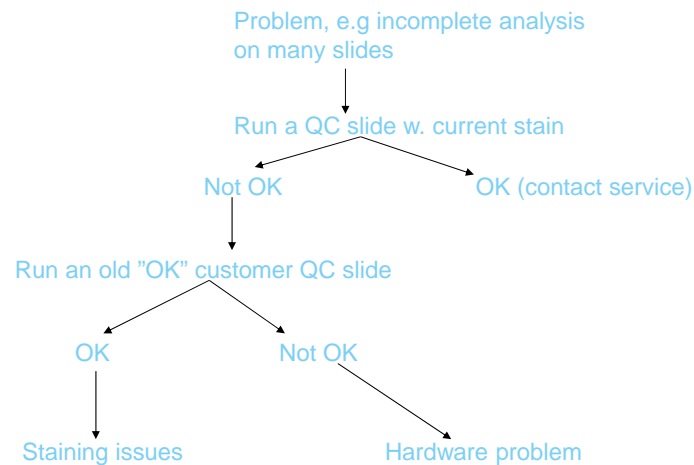 Problem, e.g incomplete analysis
on many slides
Run a QC slide w. current stain
Not OK
OK (contact service)
Run an old ”OK” customer QC slide
OK
Not OK
Staining issues
Hardware problem